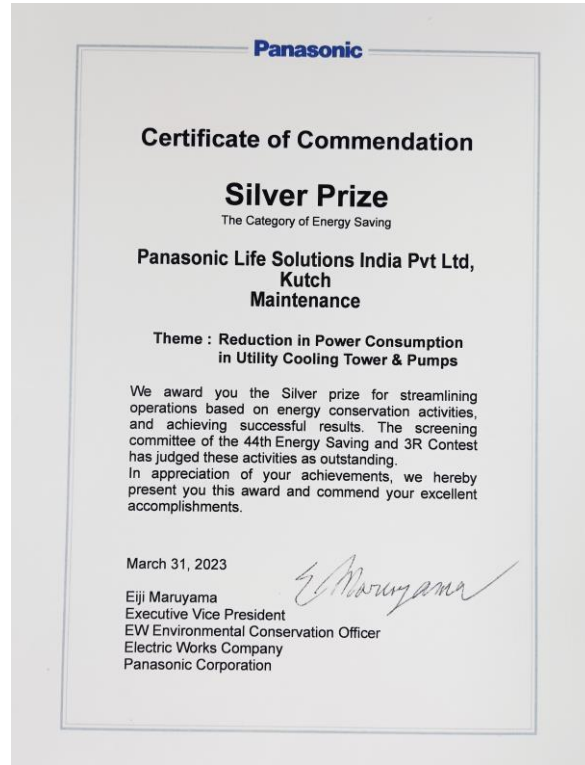 Panasonic
Certificate of Commendation
Silver Prize
The Category of Energy Saving
Panasonic Life Solutions India Pvt Ltd,
Kutch
Maintenance
Theme : Reduction in Power Consumption
in Utility Cooling Tower & Pumps
We award you the Silver prize for streamlining
operations based on energy conservation activities,
and achieving successful results. The screening
committee of the 44th Energy Saving and 3R Contest
has judged these activities as outstanding.
In appreciation of your achievements, we hereby
present you this award and commend your excellent
accomplishments.
March 31, 2023
E Maruyama
Eiji Maruyama
Executive Vice President
EW Environmental Conservation Officer
Electric Works Company
Panasonic Corporation